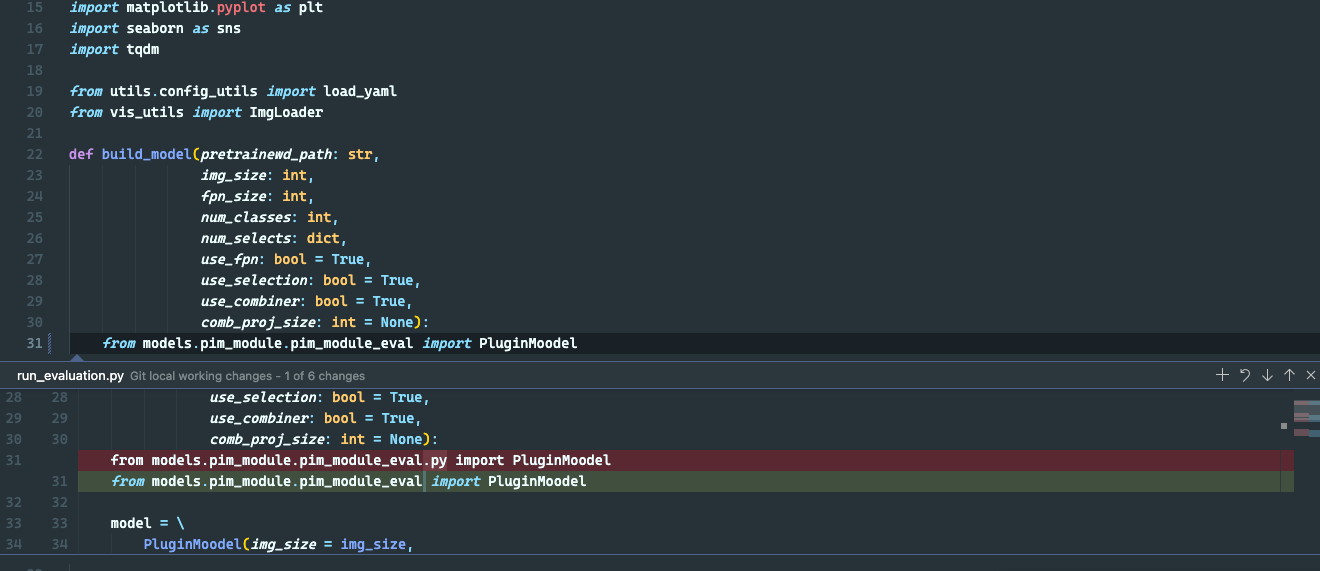 15 import matplotlib.pyplot as plt
16 import seaborn as sns
17 import tqdm
18
19 from utils.config_utils import load_yaml
20 from vis_utils import ImgLoader
21
22 def build_model(pretrainewd_path: str,
23 img_size: int,
24 fpn_size: int,
25 num_classes: int,
26 num_selects: dict,
27 use_fpn: bool = True,
28 use_selection: bool = True,
29 use_combiner: bool = True,
30 comb_proj_size: int = None):
31 from models.pim_module.pim_module_eval import PluginMoodel
run_evaluation.py Git local working changes - 1 of 6 changes
28 28 use_selection: bool = True,
29 29 use_combiner: bool = True,
30 30 comb_proj_size: int = None):
31 from models.pim_module.pim_module_eval.py import PluginMoodel
31 from models.pim_module.pim_module_eval import PluginMoodel
32 32
33 33 model = \
34 34 PluginMoodel(img_size = img_size,